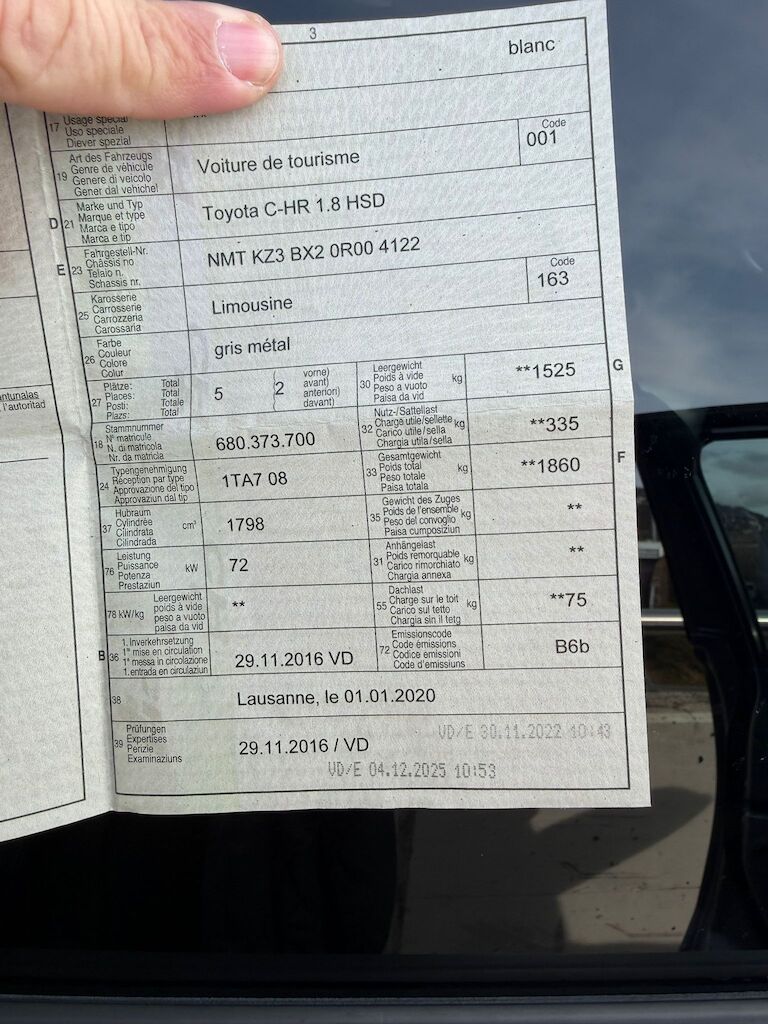 3
blanc
17 Usage spécial
Uso speciale
Diever spezial
**
19 Art des Fahrzeugs
Genre de véhicule
Genere di veicolo
Gener dal vehichel
Voiture de tourisme
Code
001
D 21 Marke und Typ
Marque et type
Marca e tipo
Marca e tip
Toyota C-HR 1.8 HSD
E 23 Fahrgestell-Nr.
Châssis no
Telaio n.
Schassis nr.
NMT KZ3 BX2 0R00 4122
25 Karosserie
Carrosserie
Carrozzeria
Carossaria
Limousine
Code
163
26 Farbe
Couleur
Colore
Colur
gris métal
27 Plätze: Total
Places: Total
Posti: Totale
Plazs: Total
5
(2
vorne)
avant)
anteriori)
davant)
30 Leergewicht
Poids à vide kg
Peso a vuoto
Paisa da vid
**1525
G
18 Stammnummer
N° matricule
N. di matricola
Nr. da matricla
680.373.700
32 Nutz-/Sattellast
Charge utile/sellette kg
Carico utile/sella
Chargia utila/sella
**335
24 Typengenehmigung
Réception par type
Approvazione del tipo
Approvaziun dal tip
1TA7 08
33 Gesamtgewicht
Poids total kg
Peso totale
Paisa totala
**1860
F
37 Hubraum
Cylindrée cm³
Cilindrata
Cilindrada
1798
35 Gewicht des Zuges
Poids de l'ensemble kg
Peso del convoglio
Paisa cumposiziun
**
76 Leistung
Puissance kW
Potenza
Prestaziun
72
31 Anhängelast
Poids remorquable kg
Carico rimorchiato
Chargia annexa
**
78 kW/kg Leergewicht
poids à vide
peso a vuoto
paisa da vid
**
55 Dachlast
Charge sur le toit kg
Carico sul tetto
Chargia sin il tetg
**75
B 36 1. Inverkehrsetzung
1re mise en circulation
1a messa in circolazione
1. entrada en circulaziun
29.11.2016 VD
72 Emissionscode
Code émissions
Codice emissioni
Code d'emissiuns
B6b
38
Lausanne, le 01.01.2020
39 Prüfungen
Expertises
Perizie
Examinaziuns
29.11.2016 / VD
VD/E 30.11.2022 10:43
VD/E 04.12.2025 10:53
l'autoritad